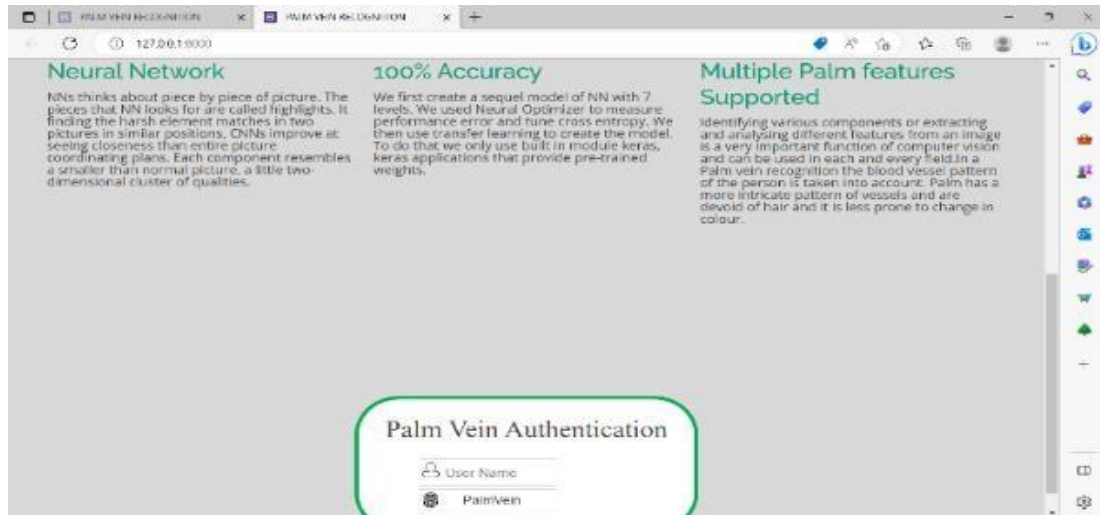 PALM VEIN RECOGNITION
PALM VEIN RECOGNITION
127.0.0.1:8000
Neural Network
NNs thinks about piece by piece of picture. The
pieces that NN looks for are called highlights. It
finding the harsh element matches in two
pictures in similar positions, CNNs improve at
seeing closeness than entire picture
coordinating plans. Each component resembles
a smaller than normal picture, a little two-
dimensional cluster of qualities.
100% Accuracy
We first create a sequel model of NN with 7
levels. We used Neural Optimizer to measure
performance error and tune cross entropy. We
then use transfer learning to create the model.
To do that we only use built in module keras,
keras applications that provide pre-trained
weights.
Multiple Palm features
Supported
Identifying various components or extracting
and analysing different features from an image
is a very important function of computer vision
and can be used in each and every field.In a
Palm vein recognition the blood vessel pattern
of the person is taken into account. Palm has a
more intricate pattern of vessels and are
devoid of hair and it is less prone to change in
colour.
Palm Vein Authentication
User Name
PalmVein